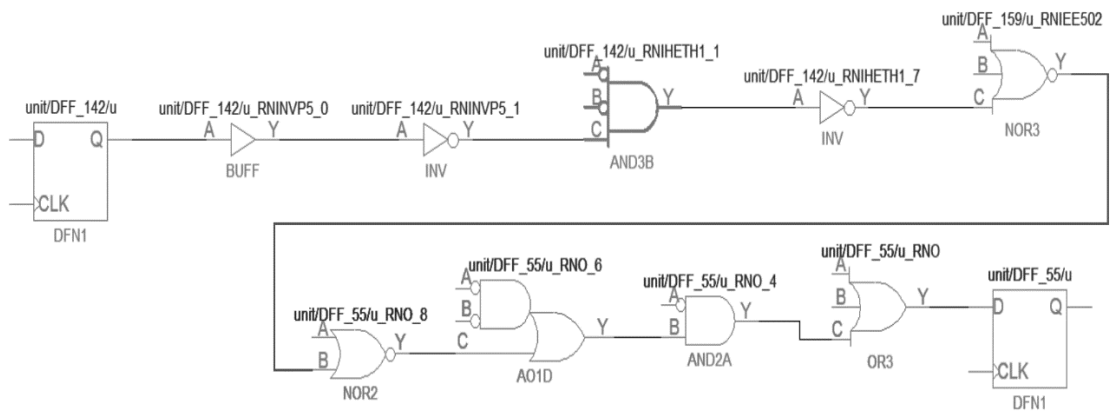 unit/DFF_159/u_RNIEE502
A
B
C
Y
NOR3
unit/DFF_142/u_RNIHETH1_1
A
B
C
Y
AND3B
unit/DFF_142/u_RNIHETH1_7
A
Y
INV
unit/DFF_142/u
D
Q
CLK
DFN1
unit/DFF_142/u_RNINVP5_0
A
Y
BUFF
unit/DFF_142/u_RNINVP5_1
A
Y
INV
unit/DFF_55/u_RNO_8
A
B
Y
NOR2
unit/DFF_55/u_RNO_6
A
B
C
Y
AO1D
unit/DFF_55/u_RNO_4
A
B
Y
AND2A
unit/DFF_55/u_RNO
A
B
C
Y
OR3
unit/DFF_55/u
D
Q
CLK
DFN1